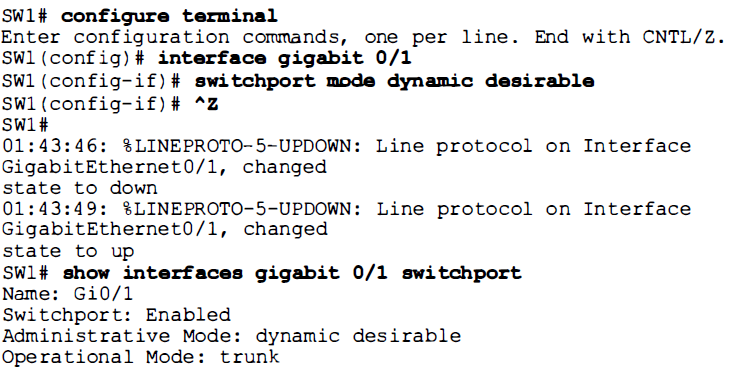 SW1# configure terminal
Enter configuration commands, one per line. End with CNTL/Z.
SW1(config)# interface gigabit 0/1
SW1(config-if)# switchport mode dynamic desirable
SW1(config-if)# ^Z
SW1#
01:43:46: %LINEPROTO-5-UPDOWN: Line protocol on Interface
GigabitEthernet0/1, changed
state to down
01:43:49: %LINEPROTO-5-UPDOWN: Line protocol on Interface
GigabitEthernet0/1, changed
state to up
SW1# show interfaces gigabit 0/1 switchport
Name: Gi0/1
Switchport: Enabled
Administrative Mode: dynamic desirable
Operational Mode: trunk